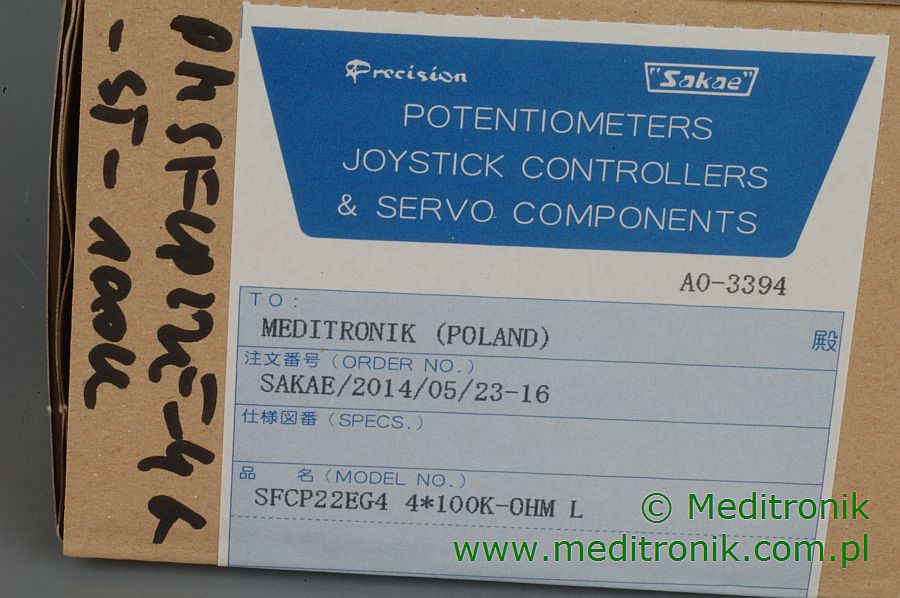 Precision
"Sakae"
POTENTIOMETERS
JOYSTICK CONTROLLERS
& SERVO COMPONENTS
AO-3394
TO:
MEDITRONIK (POLAND)
殿
注文番号 (ORDER NO.)
SAKAE/2014/05/23-16
仕様図番 (SPECS.)
品 名 (MODEL NO.)
SFCP22EG4 4*100K-OHM L
© Meditronik
www.meditronik.com.pl